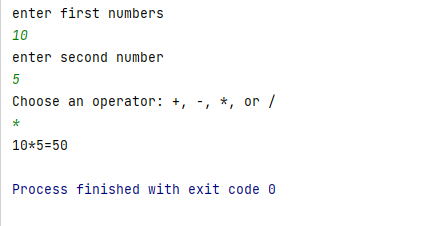 enter first numbers
10
enter second number
5
Choose an operator: +, -, *, or /
*
10*5=50
Process finished with exit code 0